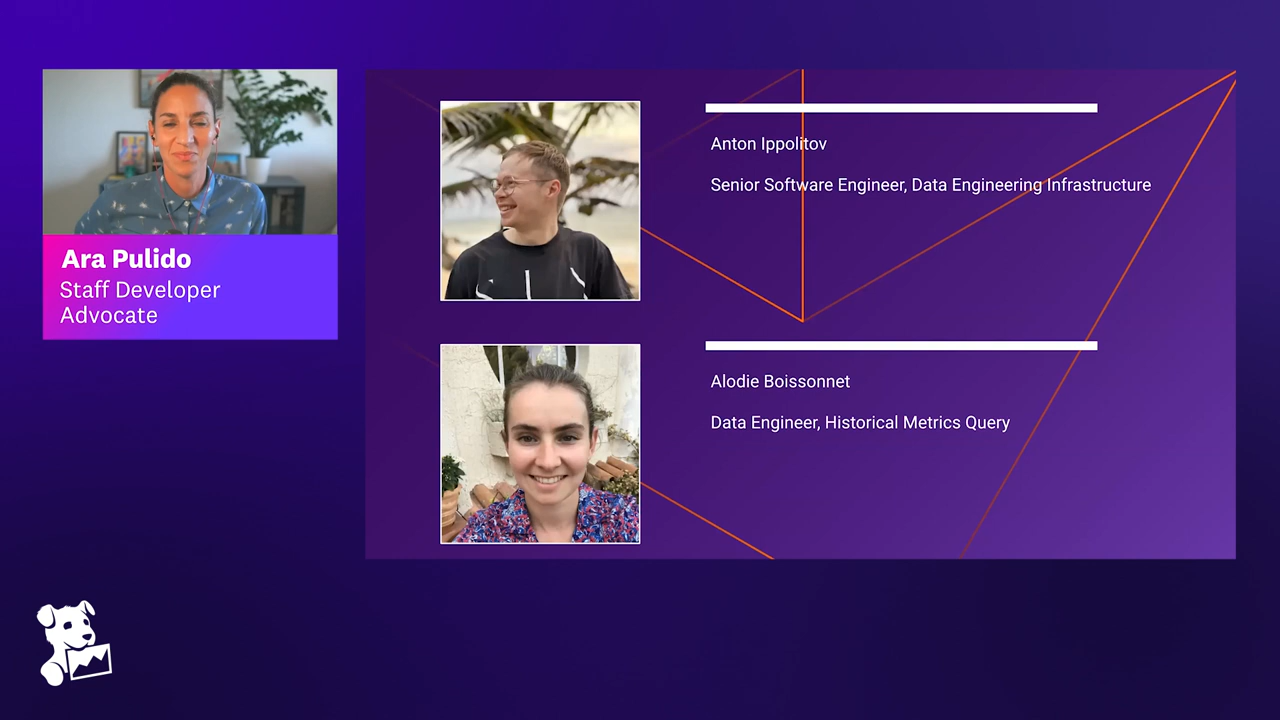 Ara Pulido
Staff Developer
Advocate
Anton Ippolitov
Senior Software Engineer, Data Engineering Infrastructure
Alodie Boissonnet
Data Engineer, Historical Metrics Query